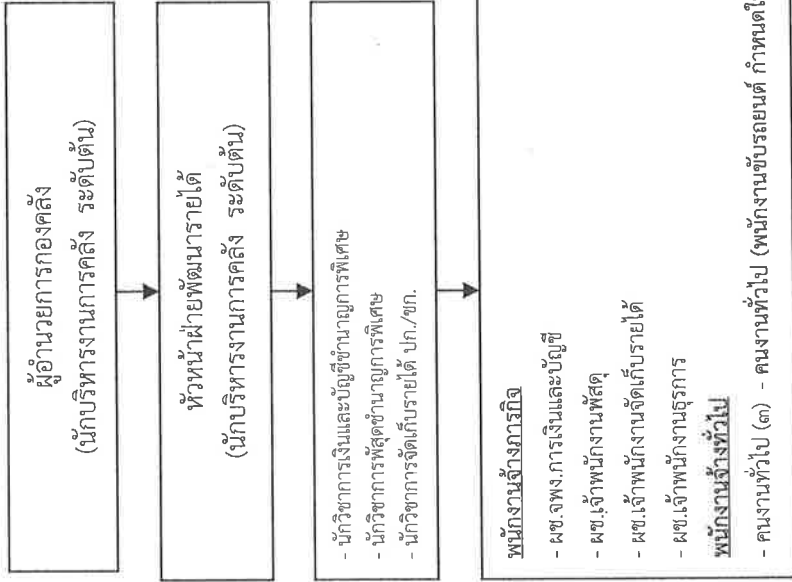 ผู้อำนวยการกองคลัง
(นักบริหารงานการคลัง ระดับต้น)
หัวหน้าฝ่ายพัฒนารายได้
(นักบริหารงานการคลัง ระดับต้น)
- นักวิชาการเงินและบัญชีชำนาญการพิเศษ
- นักวิชาการพัสดุชำนาญการพิเศษ
- นักวิชาการจัดเก็บรายได้ ปก./ชก.
พนักงานจ้างภารกิจ
- ผช.จพง.การเงินและบัญชี
- ผช.เจ้าพนักงานพัสดุ
- ผช.เจ้าพนักงานจัดเก็บรายได้
- ผช.เจ้าพนักงานธุรการ
พนักงานจ้างทั่วไป
- คนงานทั่วไป (๓) - คนงานทั่วไป (พนักงานขับรถยนต์ กำหนดใ